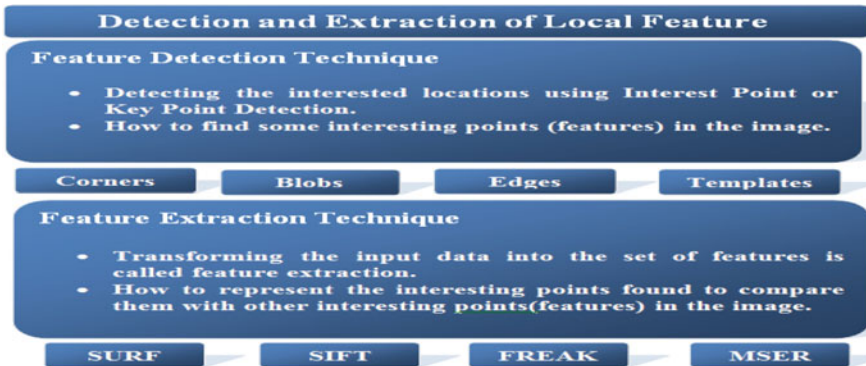 Detection and Extraction of Local Feature
Feature Detection Technique
• Detecting the interested locations using Interest Point or
Key Point Detection.
• How to find some interesting points (features) in the image.
Corners Blobs Edges Templates
Feature Extraction Technique
• Transforming the input data into the set of features is
called feature extraction.
• How to represent the interesting points found to compare
them with other interesting points(features) in the image.
SURF SIFT FREAK MSER